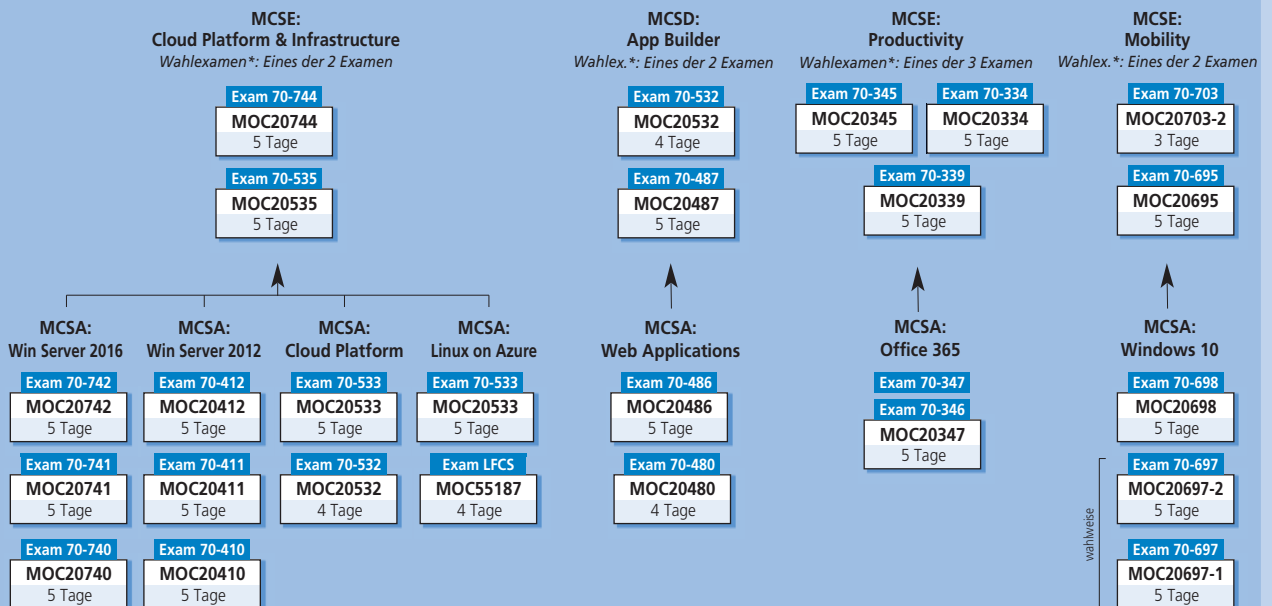 MCSE:
Cloud Platform & Infrastructure
Wahlexamen*: Eines der 2 Examen
Exam 70-744
MOC20744
5 Tage
Exam 70-535
MOC20535
5 Tage
MCSD:
App Builder
Wahlex.*: Eines der 2 Examen
Exam 70-532
MOC20532
4 Tage
Exam 70-487
MOC20487
5 Tage
MCSE:
Productivity
Wahlexamen*: Eines der 3 Examen
Exam 70-345
MOC20345
5 Tage
Exam 70-334
MOC20334
5 Tage
Exam 70-339
MOC20339
5 Tage
MCSE:
Mobility
Wahlex.*: Eines der 2 Examen
Exam 70-703
MOC20703-2
3 Tage
Exam 70-695
MOC20695
5 Tage
MCSA:
Win Server 2016
Exam 70-742
MOC20742
5 Tage
Exam 70-741
MOC20741
5 Tage
Exam 70-740
MOC20740
5 Tage
MCSA:
Win Server 2012
Exam 70-412
MOC20412
5 Tage
Exam 70-411
MOC20411
5 Tage
Exam 70-410
MOC20410
5 Tage
MCSA:
Cloud Platform
Exam 70-533
MOC20533
5 Tage
Exam 70-532
MOC20532
4 Tage
MCSA:
Linux on Azure
Exam 70-533
MOC20533
5 Tage
Exam LFCS
MOC55187
4 Tage
MCSA:
Web Applications
Exam 70-486
MOC20486
5 Tage
Exam 70-480
MOC20480
4 Tage
MCSA:
Office 365
Exam 70-347
Exam 70-346
MOC20347
5 Tage
MCSA:
Windows 10
Exam 70-698
MOC20698
5 Tage
wahlweise
Exam 70-697
MOC20697-2
5 Tage
Exam 70-697
MOC20697-1
5 Tage